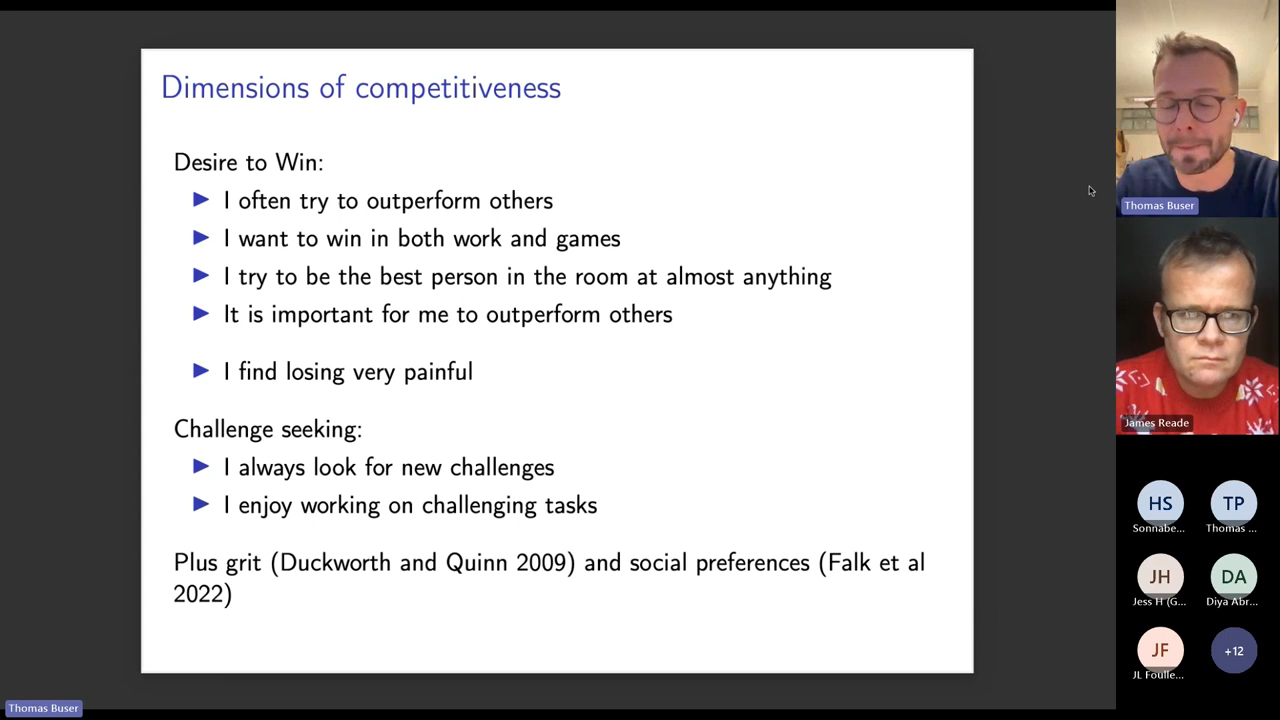 Dimensions of competitiveness
Desire to Win:
I often try to outperform others
I want to win in both work and games
I try to be the best person in the room at almost anything
It is important for me to outperform others
I find losing very painful
Challenge seeking:
I always look for new challenges
I enjoy working on challenging tasks
Plus grit (Duckworth and Quinn 2009) and social preferences (Falk et al
2022)
Thomas Buser
James Reade
HS
TP
Sonnabe...
Thomas ...
JH
DA
Jess H (G...
Diya Abr...
JF
+12
JL Foulle...
Thomas Buser